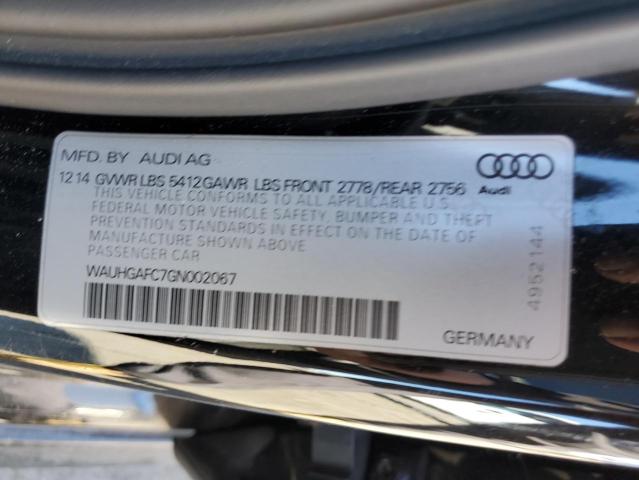 MFD. BY AUDI AG
12 14 GVWR LBS 5412 GAWR LBS FRONT 2778/REAR 2756
THIS VEHICLE CONFORMS TO ALL APPLICABLE U.S.
FEDERAL MOTOR VEHICLE SAFETY, BUMPER AND THEFT
PREVENTION STANDARDS IN EFFECT ON THE DATE OF
MANUFACTURE SHOWN ABOVE
PASSENGER CAR
WAUHGAFC7GN002067
GERMANY
Audi
4952144